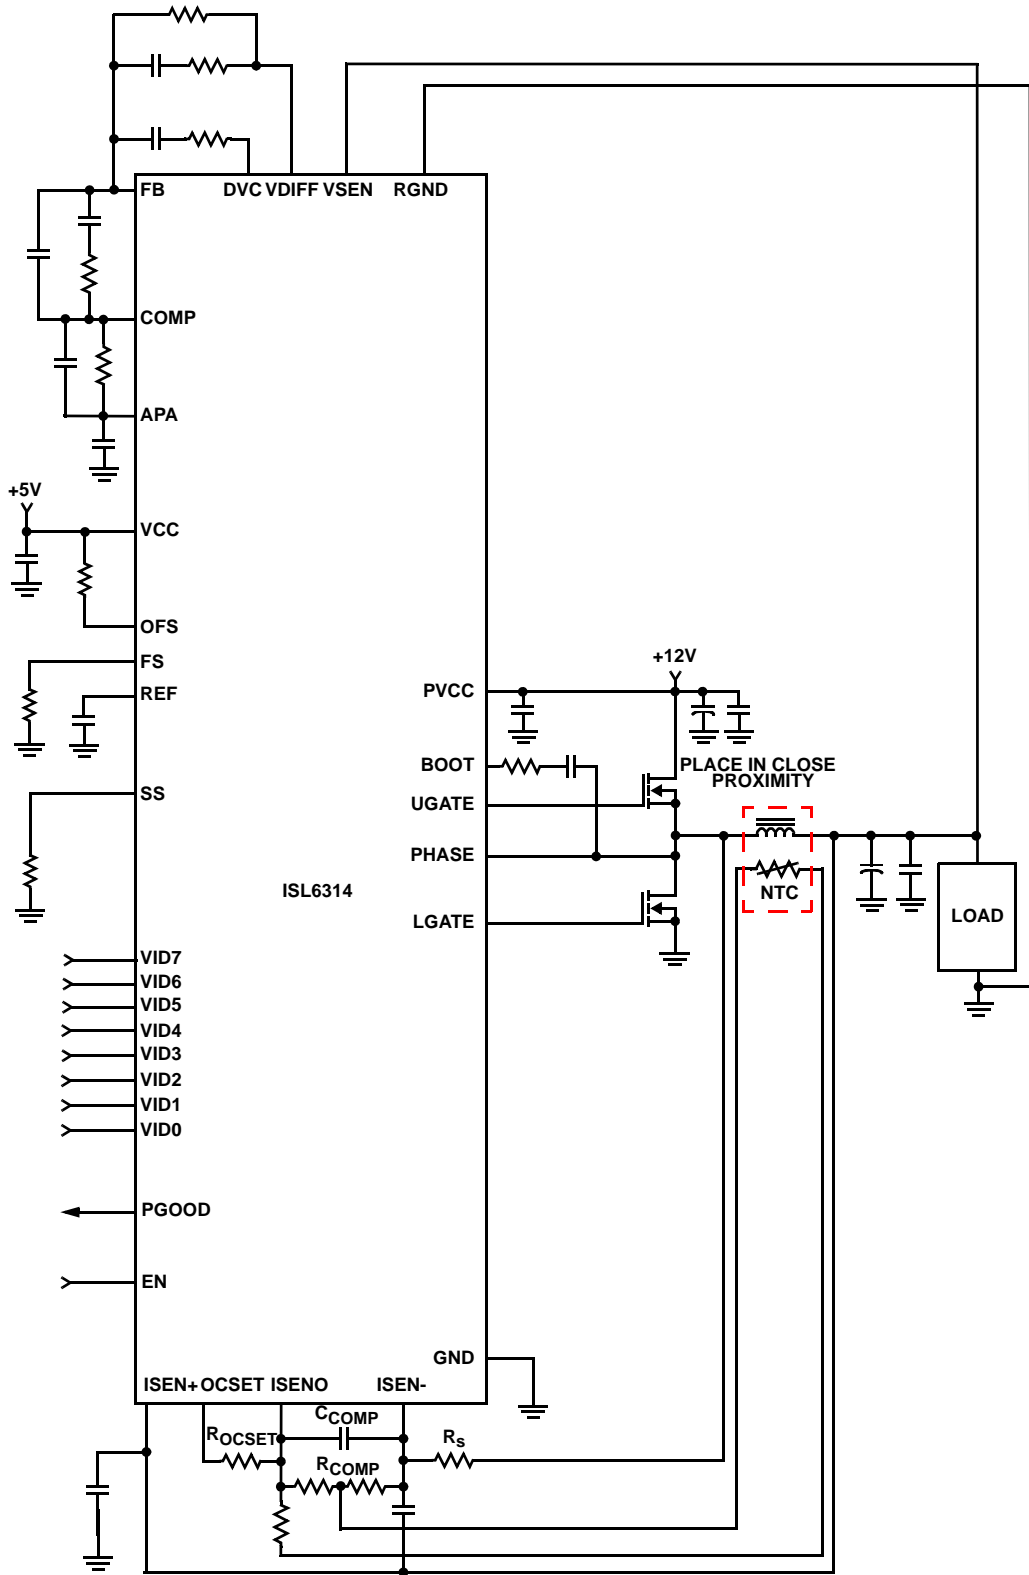 FB
DVC VDIFF VSEN RGND
COMP
APA
+5V
VCC
OFS
FS
REF
SS
+12V
PVCC
BOOT
UGATE
PHASE
LGATE
PLACE IN CLOSE
PROXIMITY
NTC
LOAD
ISL6314
VID7
VID6
VID5
VID4
VID3
VID2
VID1
VID0
PGOOD
EN
GND
ISEN+ OCSET ISENO ISEN-
CCOMP
ROCSET
RCOMP
Rs